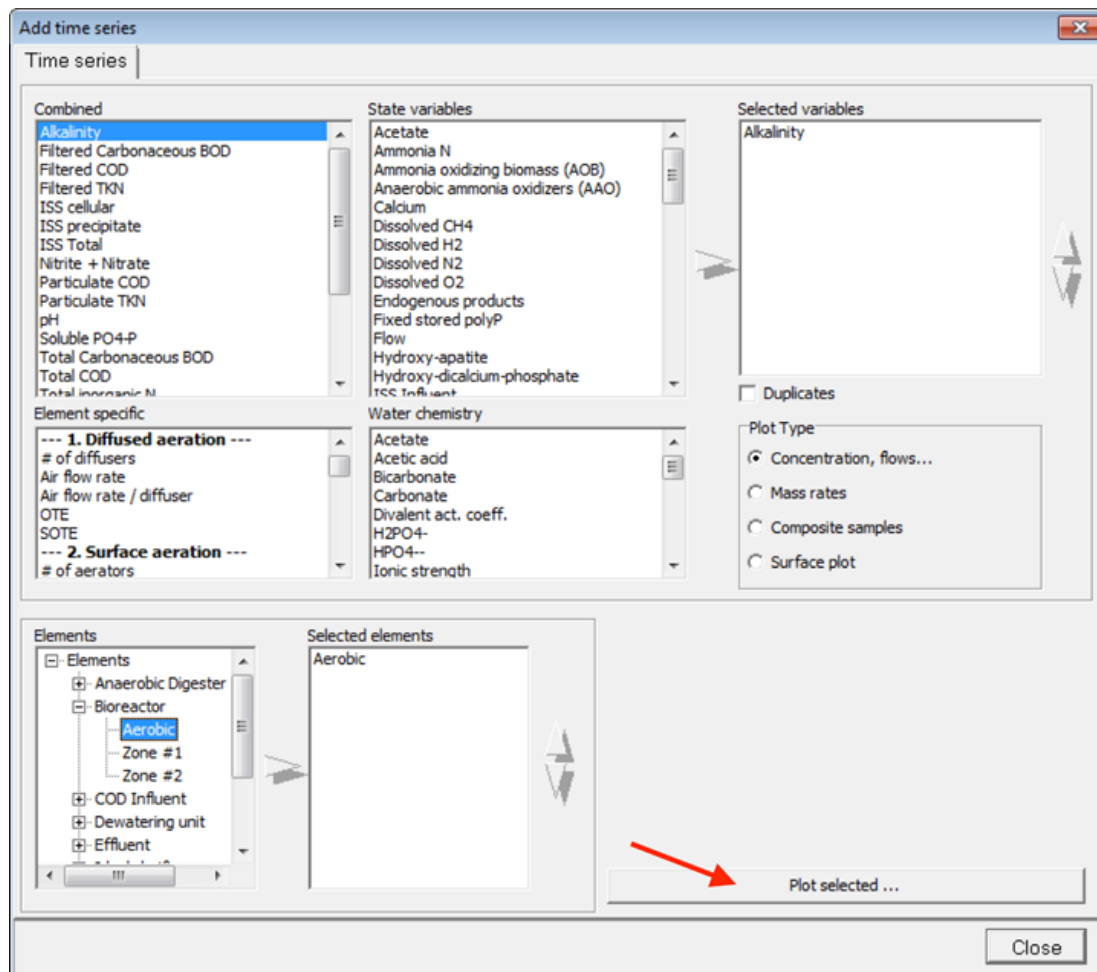 Add time series
Time series
Combined
Alkalinity
Filtered Carbonaceous BOD
Filtered COD
Filtered TKN
ISS cellular
ISS precipitate
ISS Total
Nitrite + Nitrate
Particulate COD
Particulate TKN
pH
Soluble PO4-P
Total Carbonaceous BOD
Total COD
Total inorganic N
State variables
Acetate
Ammonia N
Ammonia oxidizing biomass (AOB)
Anaerobic ammonia oxidizers (AAO)
Calcium
Dissolved CH4
Dissolved H2
Dissolved N2
Dissolved O2
Endogenous products
Fixed stored polyP
Flow
Hydroxy-apatite
Hydroxy-dicalcium-phosphate
ISS Influent
Selected variables
Alkalinity
Duplicates
Element specific
--- 1. Diffused aeration ---
# of diffusers
Air flow rate
Air flow rate / diffuser
OTE
SOTE
--- 2. Surface aeration ---
# of aerators
Water chemistry
Acetate
Acetic acid
Bicarbonate
Carbonate
Divalent act. coeff.
H2PO4-
HPO4--
Ionic strength
Plot Type
Concentration, flows...
Mass rates
Composite samples
Surface plot
Elements
Elements
Anaerobic Digester
Bioreactor
Aerobic
Zone #1
Zone #2
COD Influent
Dewatering unit
Effluent
Selected elements
Aerobic
Plot selected ...
Close